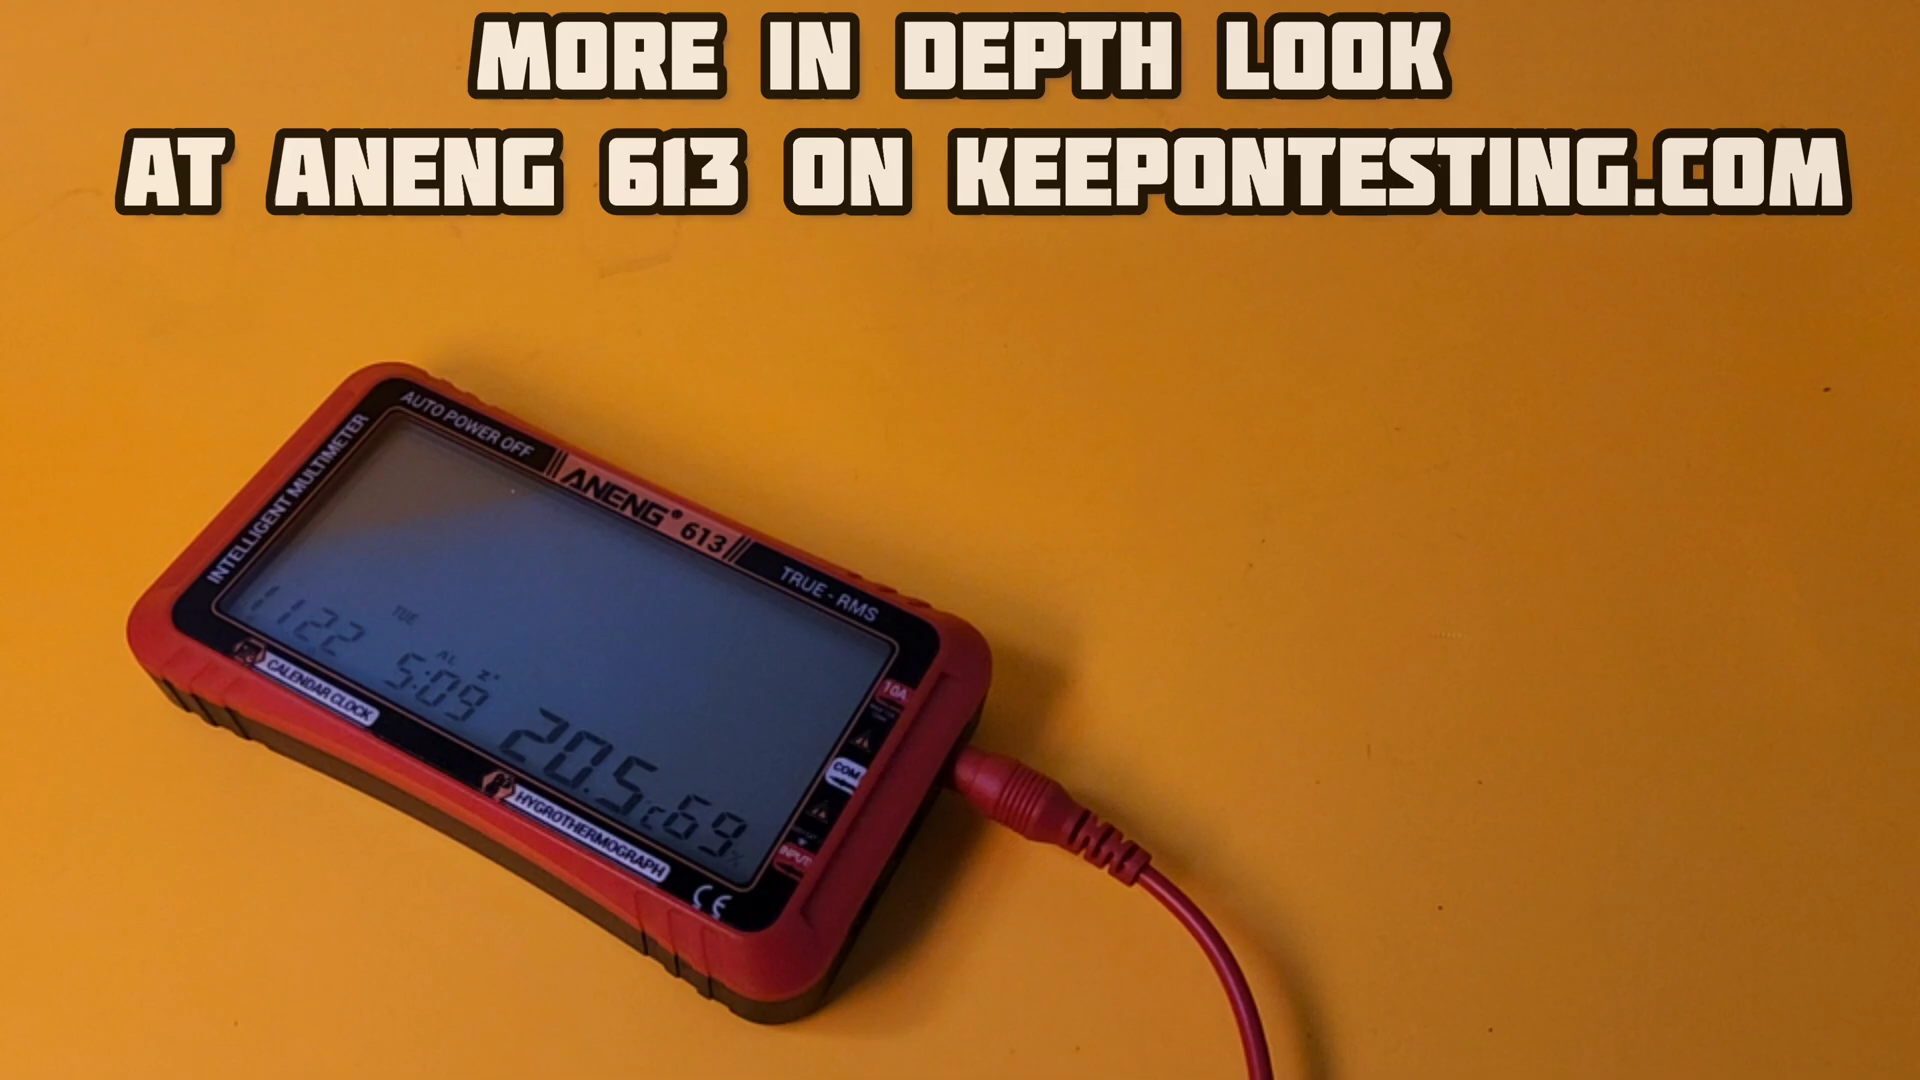 MORE IN DEPTH LOOK
AT ANENG 613 ON KEEPONTESTING.COM
AUTO POWER OFF
ANENG 613
TRUE - RMS
INTELLIGENT MULTIMETER
1122
TUE
AL
5:09
20.5°C
69%
CALENDAR CLOCK
HYGROTHERMOGRAPH
CE
10A
COM
INPUT